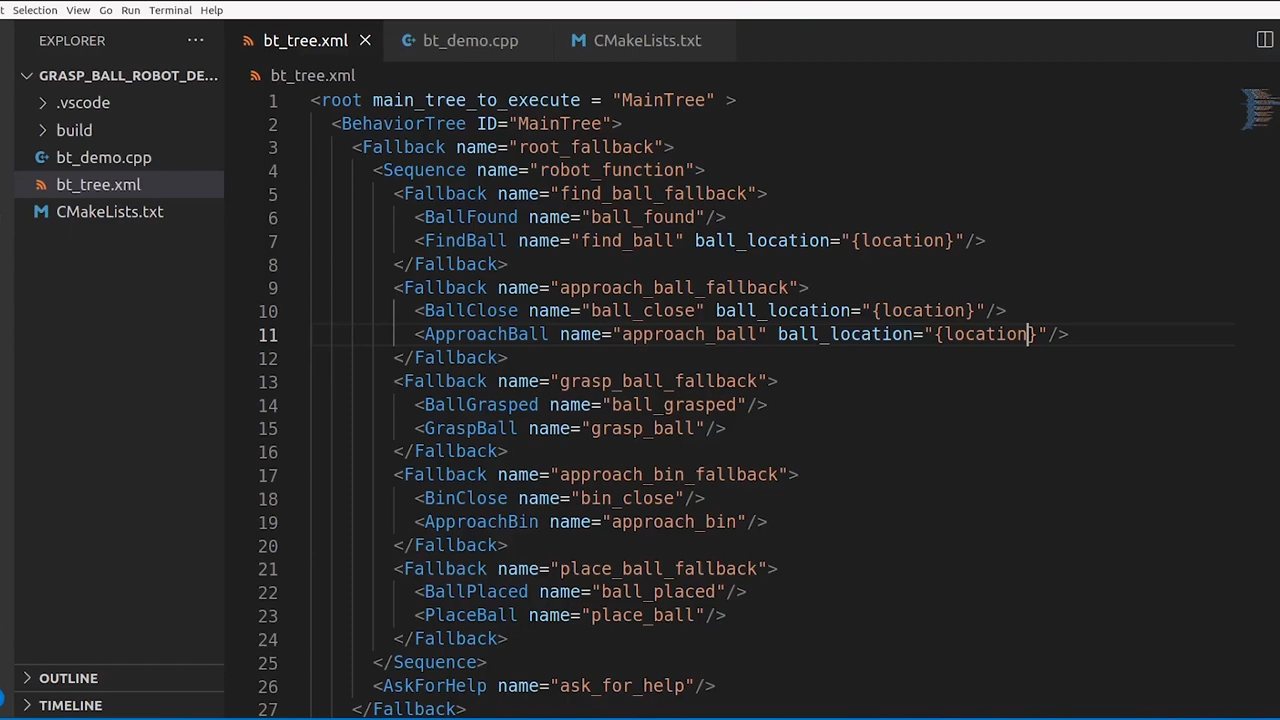 t Selection View Go Run Terminal Help
EXPLORER ...
bt_tree.xml bt_demo.cpp CMakeLists.txt
GRASP_BALL_ROBOT_DE...
.vscode
build
bt_demo.cpp
bt_tree.xml
CMakeLists.txt
OUTLINE
TIMELINE
bt_tree.xml
1 <root main_tree_to_execute = "MainTree" >
2 <BehaviorTree ID="MainTree">
3 <Fallback name="root_fallback">
4 <Sequence name="robot_function">
5 <Fallback name="find_ball_fallback">
6 <BallFound name="ball_found"/>
7 <FindBall name="find_ball" ball_location="{location}"/>
8 </Fallback>
9 <Fallback name="approach_ball_fallback">
10 <BallClose name="ball_close" ball_location="{location}"/>
11 <ApproachBall name="approach_ball" ball_location="{location}"/>
12 </Fallback>
13 <Fallback name="grasp_ball_fallback">
14 <BallGrasped name="ball_grasped"/>
15 <GraspBall name="grasp_ball"/>
16 </Fallback>
17 <Fallback name="approach_bin_fallback">
18 <BinClose name="bin_close"/>
19 <ApproachBin name="approach_bin"/>
20 </Fallback>
21 <Fallback name="place_ball_fallback">
22 <BallPlaced name="ball_placed"/>
23 <PlaceBall name="place_ball"/>
24 </Fallback>
25 </Sequence>
26 <AskForHelp name="ask_for_help"/>
27 </Fallback>